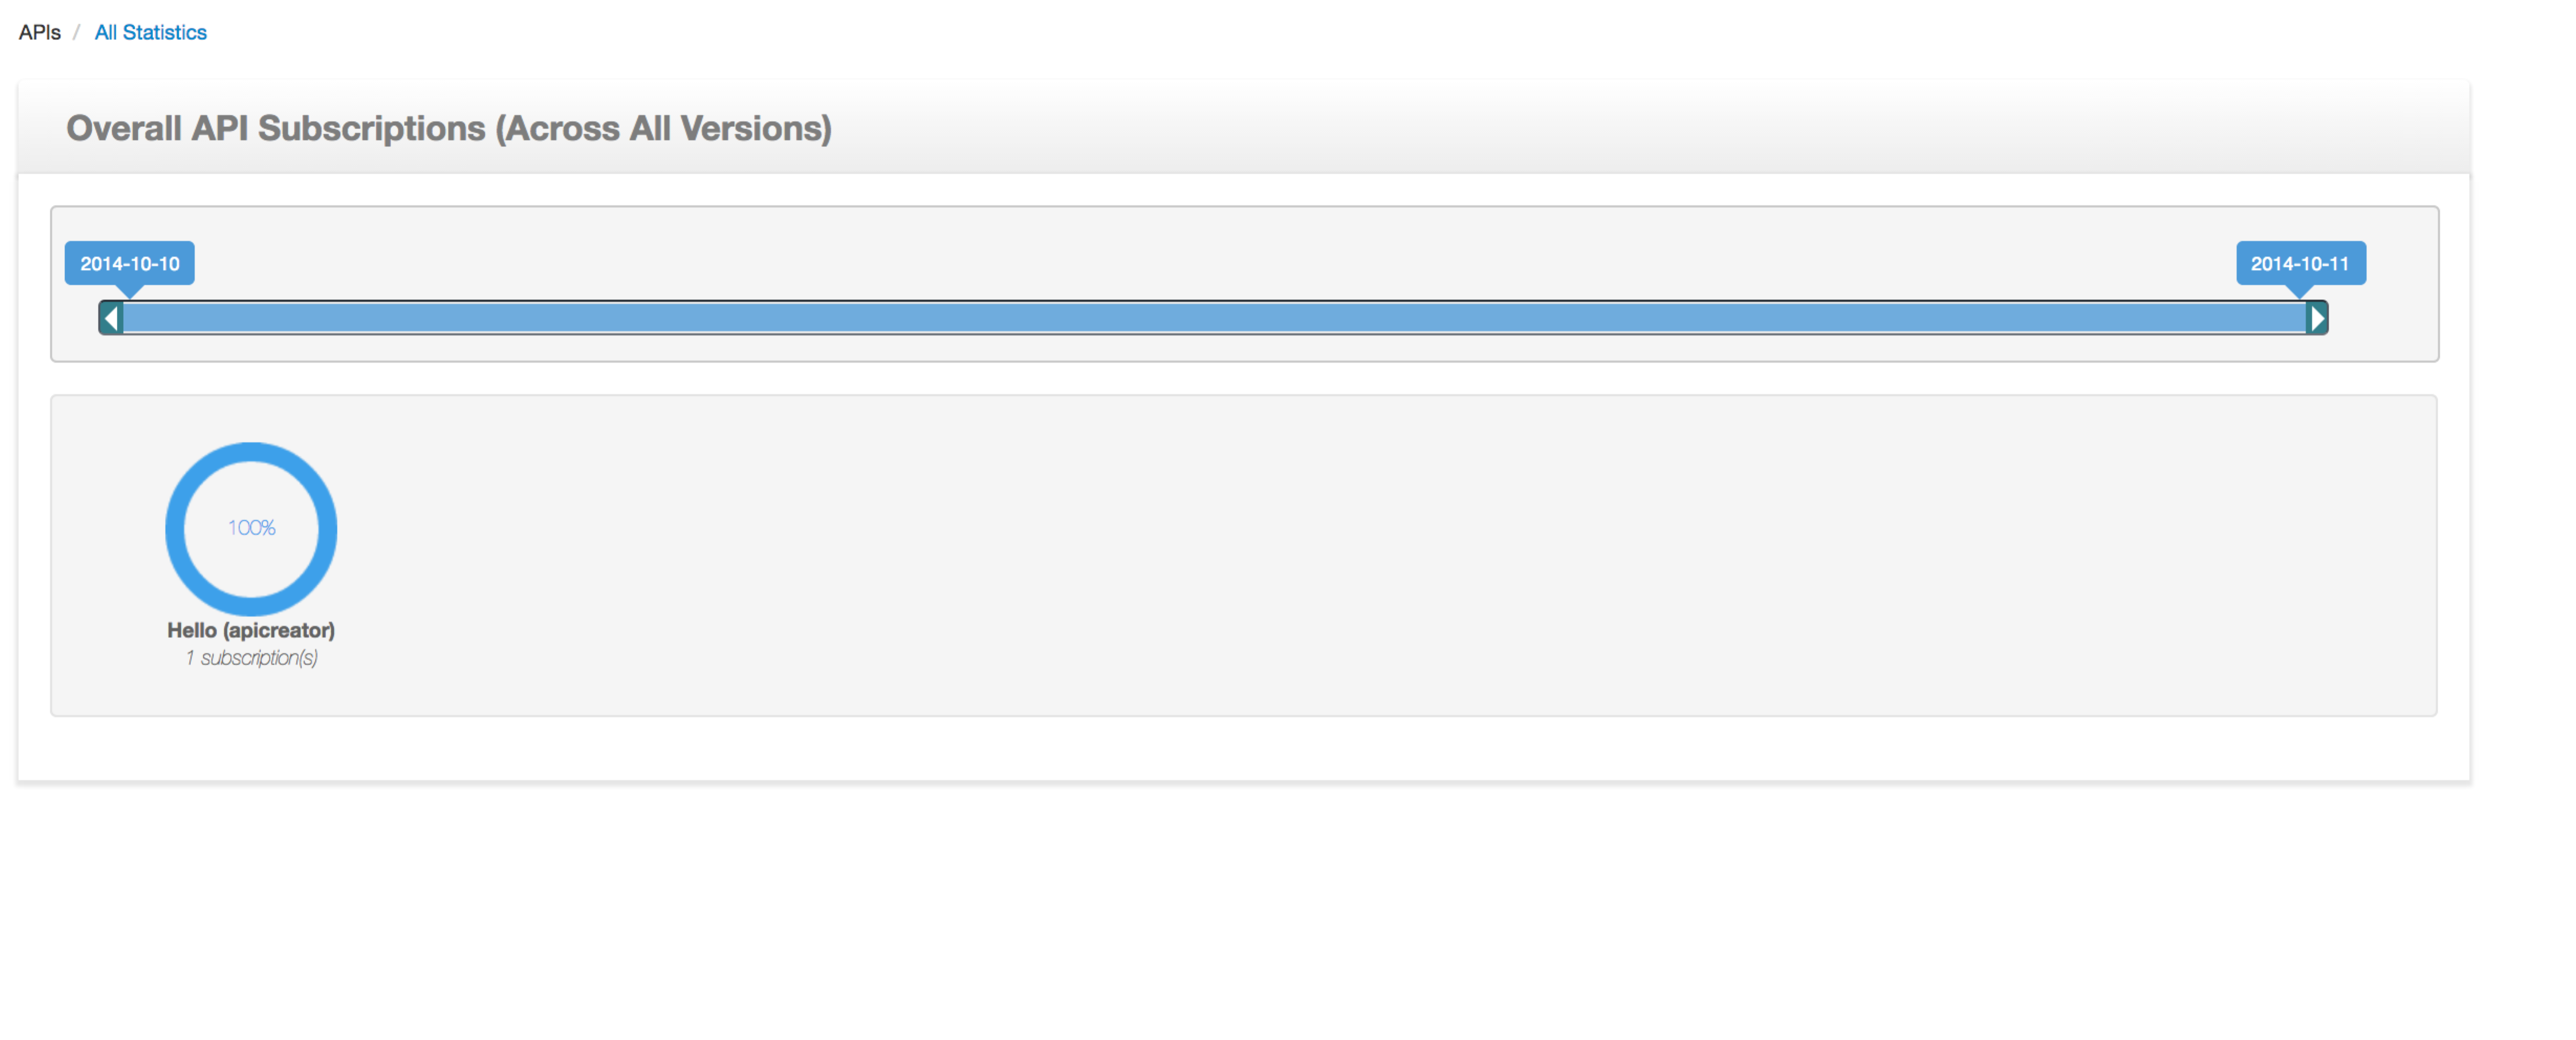 APIs / All Statistics
Overall API Subscriptions (Across All Versions)
2014-10-10
2014-10-11
100%
Hello (apicreator)
1 subscription(s)